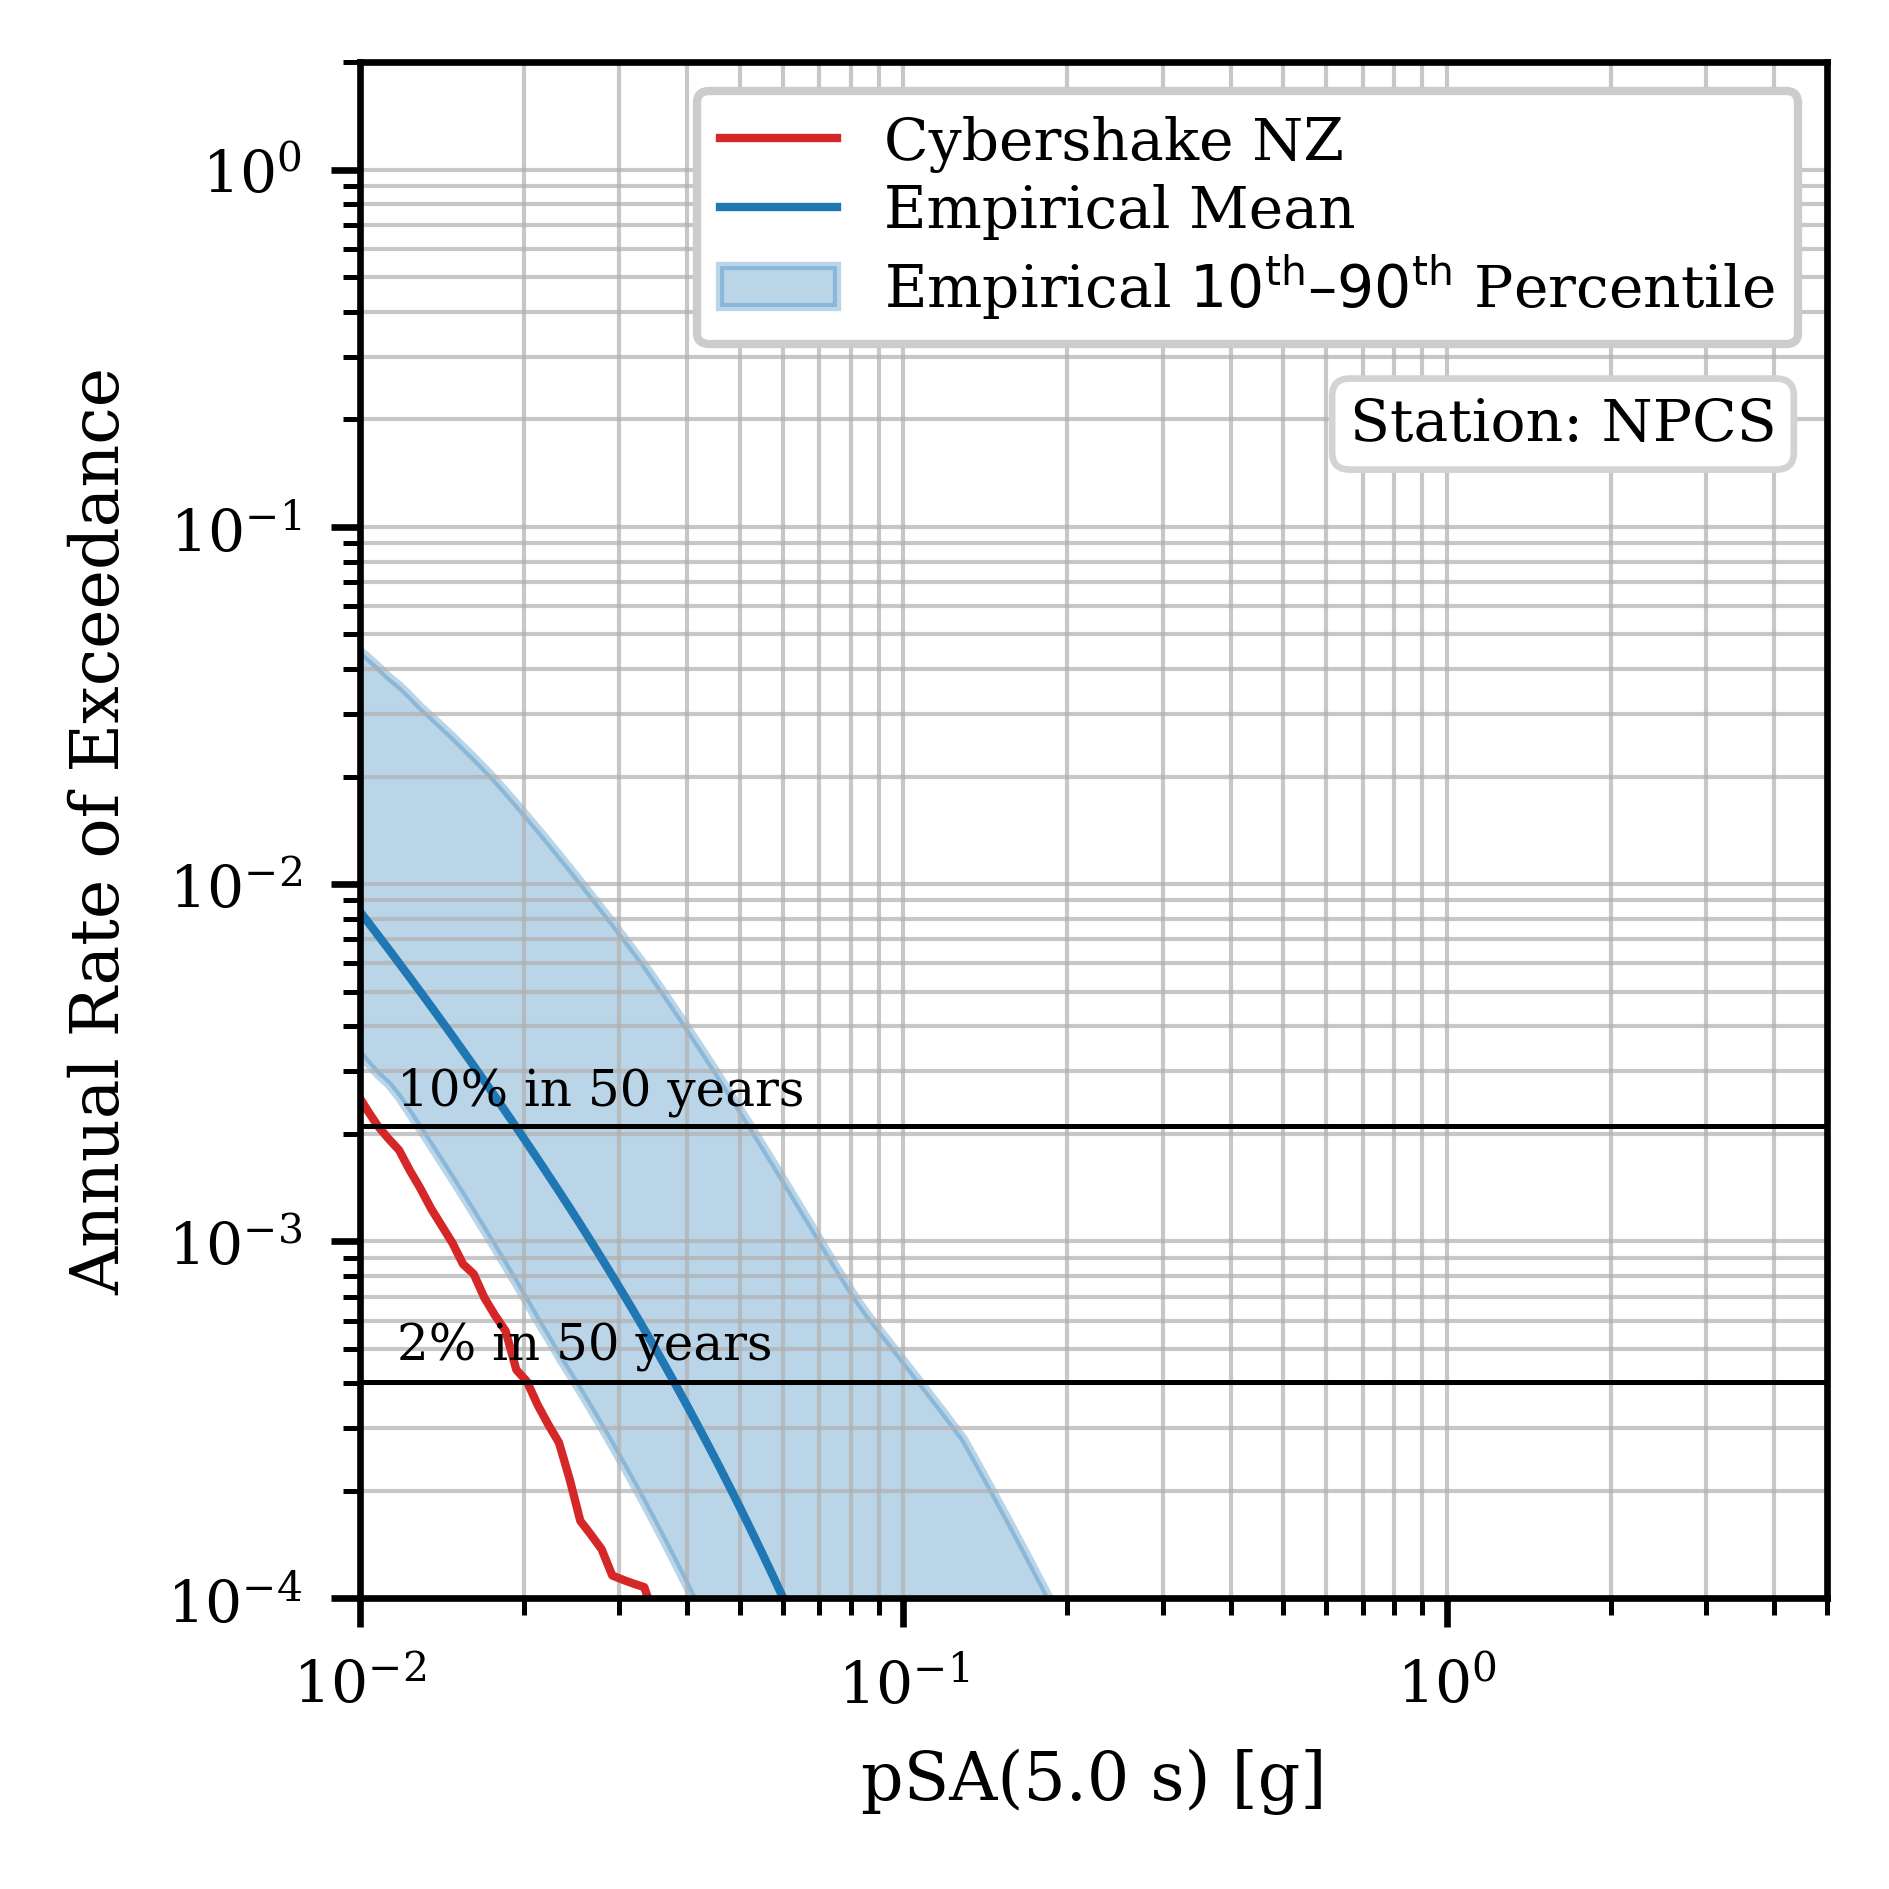 Cybershake NZ
Empirical Mean
Empirical 10ᵗʰ–90ᵗʰ Percentile
Station: NPCS
Annual Rate of Exceedance
10⁰
10⁻¹
10⁻²
10⁻³
10⁻⁴
10% in 50 years
2% in 50 years
10⁻² 10⁻¹ 10⁰
pSA(5.0 s) [g]